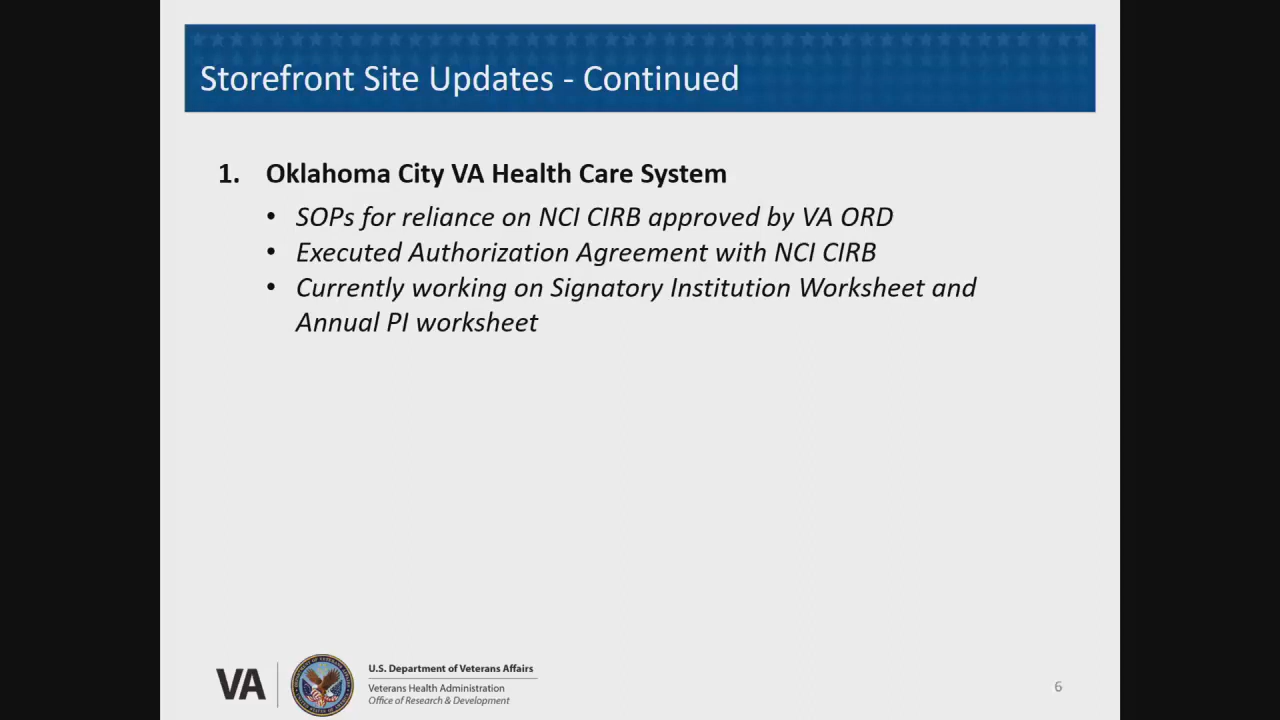 Storefront Site Updates - Continued
1. Oklahoma City VA Health Care System
• SOPs for reliance on NCI CIRB approved by VA ORD
• Executed Authorization Agreement with NCI CIRB
• Currently working on Signatory Institution Worksheet and
Annual PI worksheet
VA
U.S. Department of Veterans Affairs
Veterans Health Administration
Office of Research & Development
6